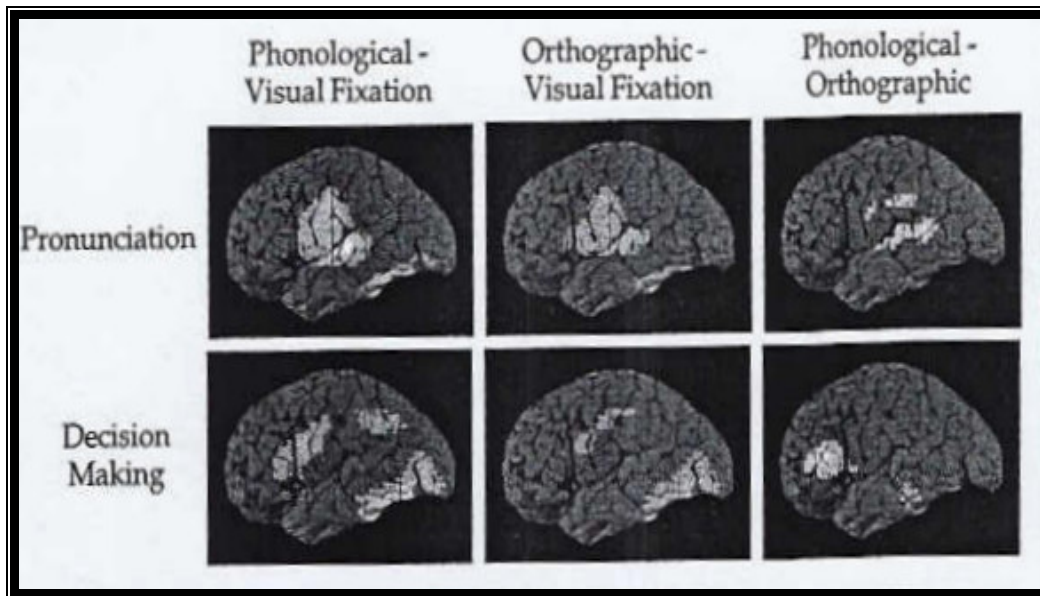 Phonological -
Visual Fixation
Orthographic -
Visual Fixation
Phonological -
Orthographic
Pronunciation
Decision
Making